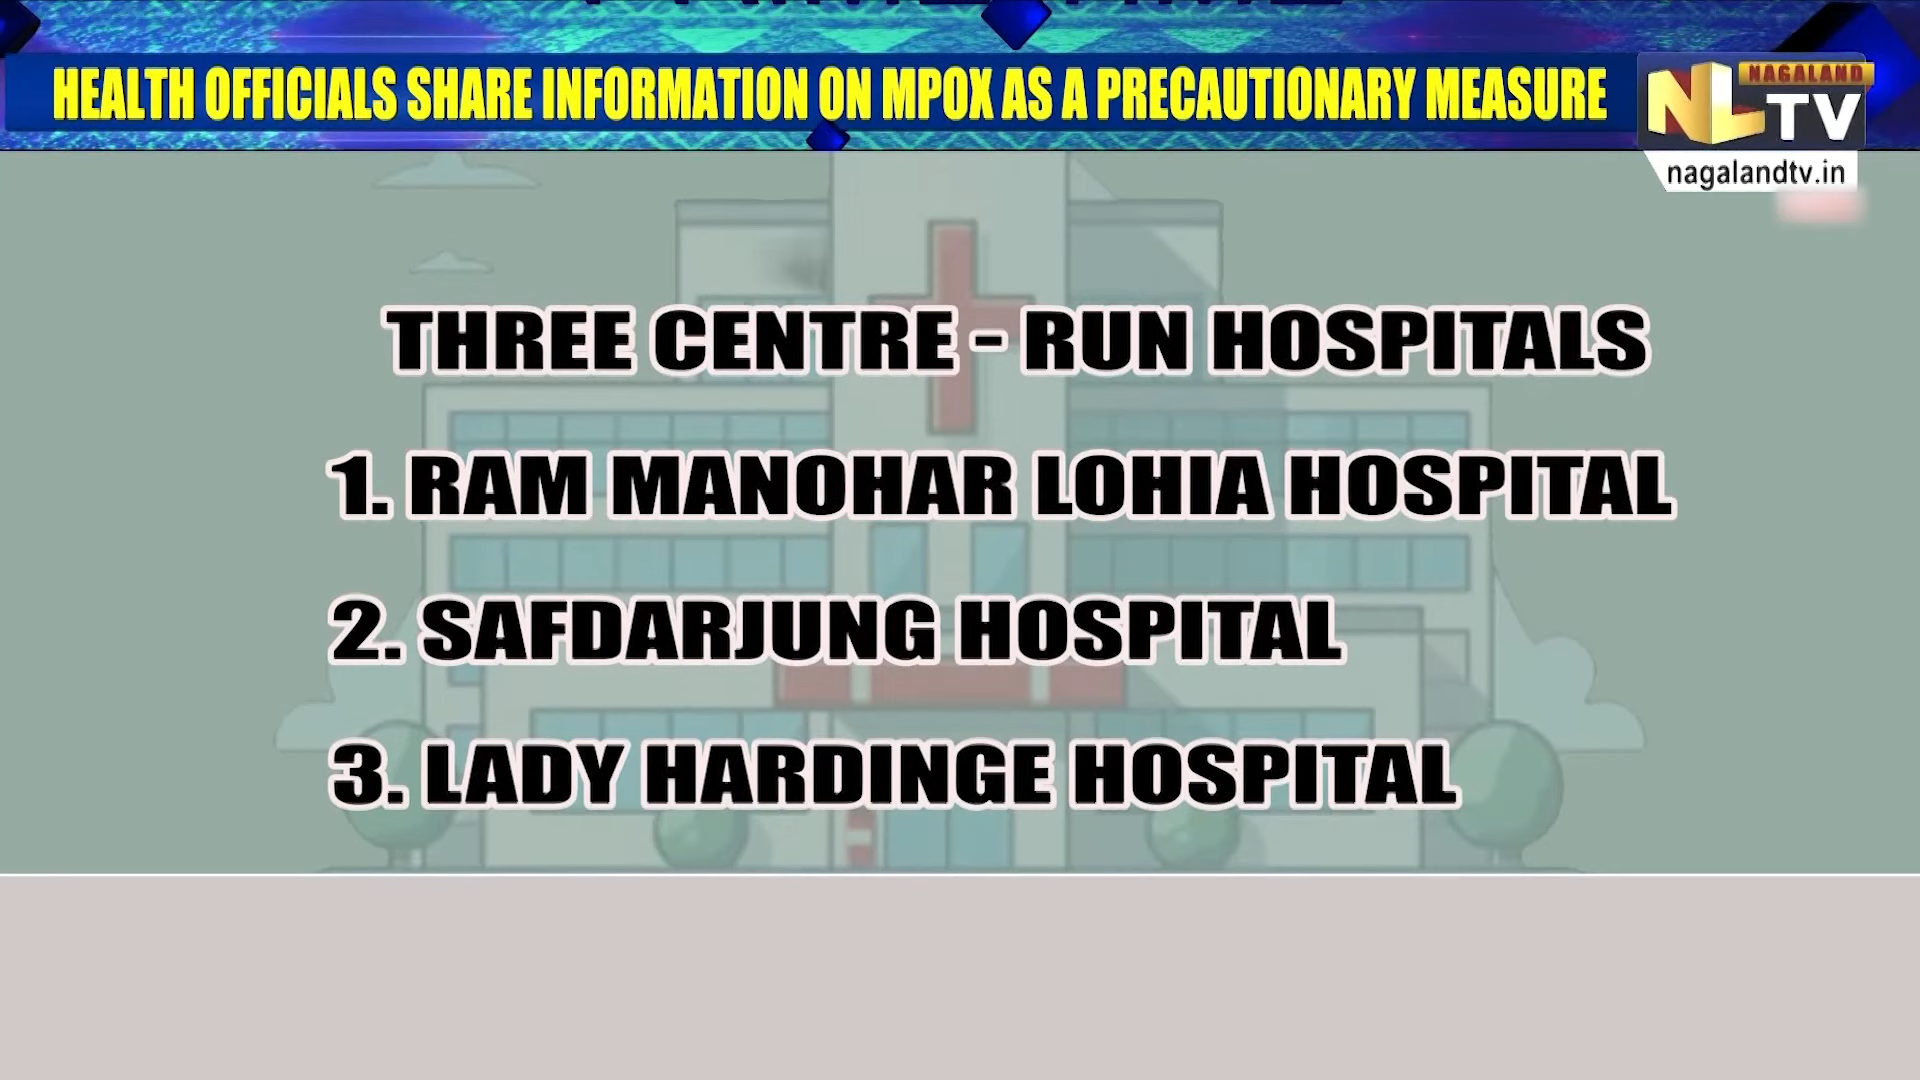 HEALTH OFFICIALS SHARE INFORMATION ON MPOX AS A PRECAUTIONARY MEASURE
NAGALAND
NL TV
nagalandtv.in
THREE CENTRE - RUN HOSPITALS
1. RAM MANOHAR LOHIA HOSPITAL
2. SAFDARJUNG HOSPITAL
3. LADY HARDINGE HOSPITAL